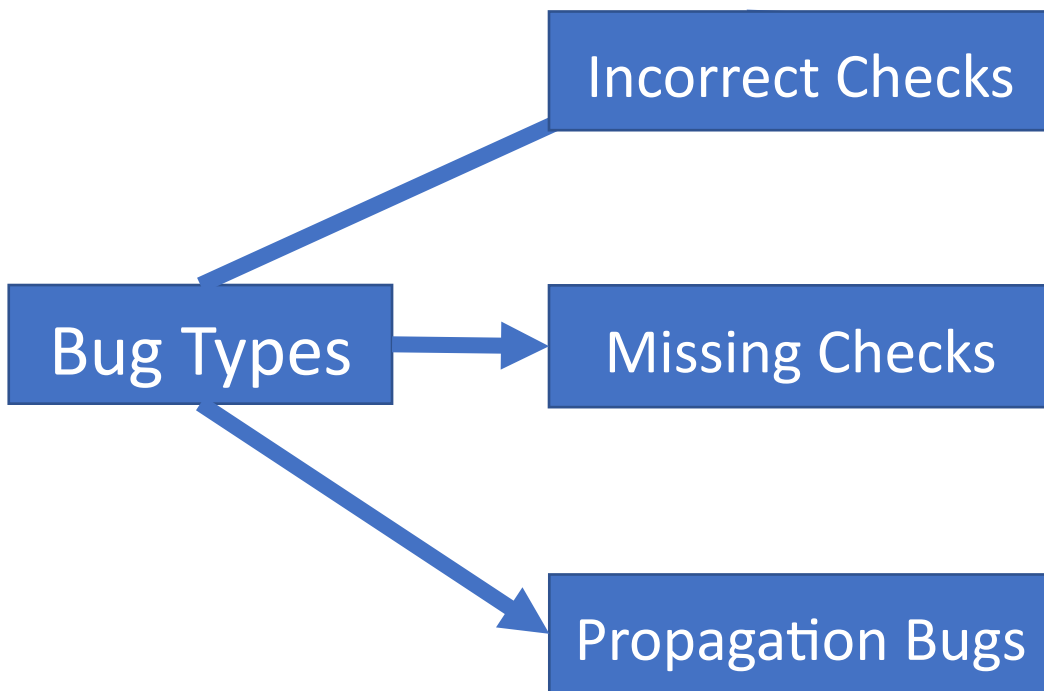 Incorrect Checks
Bug Types
Missing Checks
Propagation Bugs